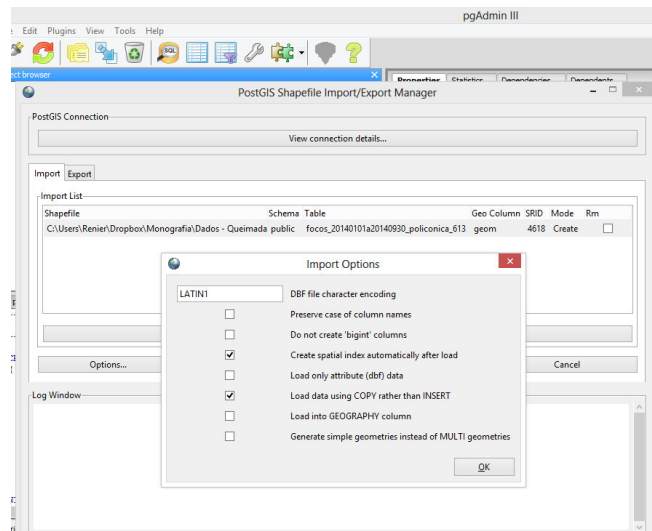 pgAdmin III
Edit Plugins View Tools Help
SQL
ect browser
Properties Statistics Dependencies Dependents
PostGIS Shapefile Import/Export Manager
PostGIS Connection
View connection details...
Import Export
Import List
Shapefile Schema Table Geo Column SRID Mode Rm
C:\Users\Renier\Dropbox\Monografia\Dados - Queimada public focos_20140101a20140930_policonica_613 geom 4618 Create
Import Options
LATIN1 DBF file character encoding
Preserve case of column names
Do not create 'bigint' columns
Create spatial index automatically after load
Load only attribute (dbf) data
Load data using COPY rather than INSERT
Load into GEOGRAPHY column
Generate simple geometries instead of MULTI geometries
OK
Options...
Cancel
Log Window